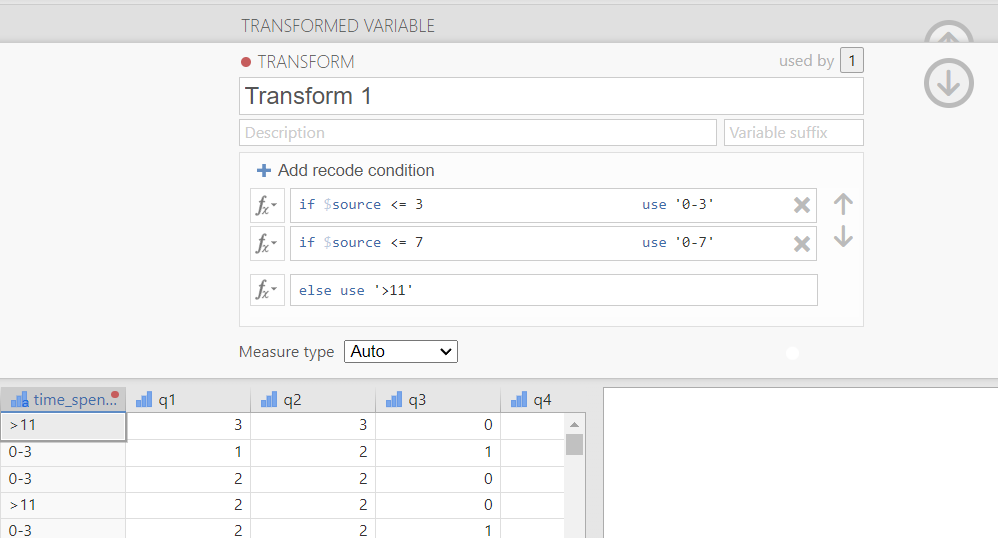 TRANSFORMED VARIABLE
TRANSFORM used by 1
Transform 1
Description Variable suffix
Add recode condition
fx if $source <= 3 use '0-3'
fx if $source <= 7 use '0-7'
fx else use '>11'
Measure type Auto
a time_spen... q1 q2 q3 q4
>11 3 3 0
0-3 1 2 1
0-3 2 2 0
>11 2 2 0
0-3 2 2 1